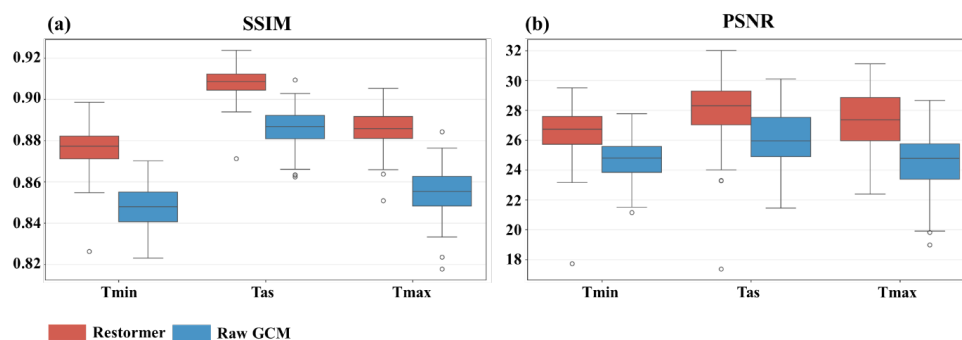 (a) SSIM
0.92
0.90
0.88
0.86
0.84
0.82
Tmin Tas Tmax
(b) PSNR
32
30
28
26
24
22
20
18
Tmin Tas Tmax
Restormer Raw GCM